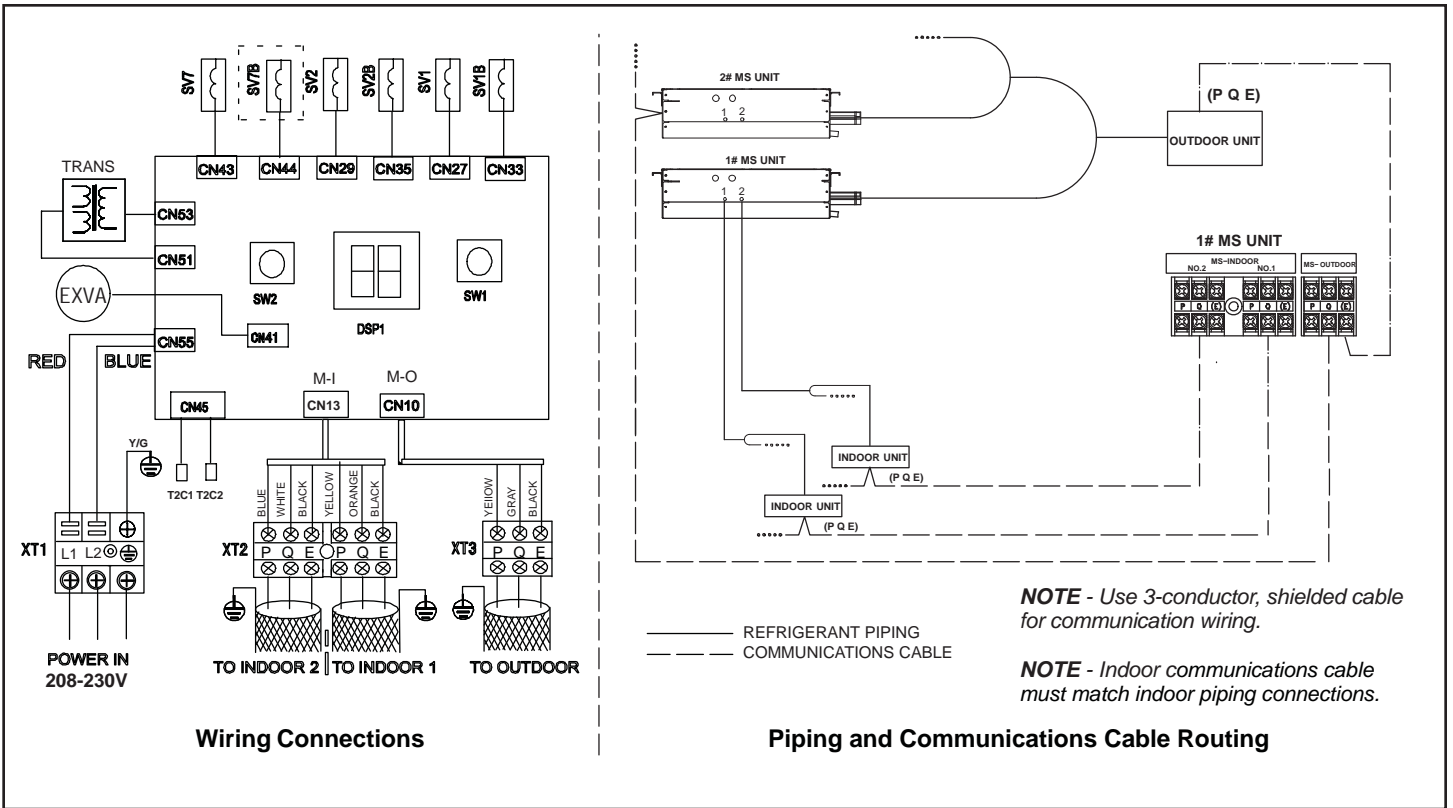 SV7 SV7B SV2 SV2B SV1 SV1B
TRANS
CN43 CN44 CN29 CN35 CN27 CN33
CN53
CN51
EXVA
SW2
DSP1
SW1
CN55
CN41
RED BLUE
M-I M-O
CN45 CN13 CN10
Y/G
T2C1 T2C2
BLUE WHITE BLACK YELLOW ORANGE BLACK
YEIIOW GRAY BLACK
XT1
L1 L2
XT2
P Q E P Q E
XT3
P Q E
POWER IN
208-230V
TO INDOOR 2 TO INDOOR 1 TO OUTDOOR
Wiring Connections
2# MS UNIT
1 2
1# MS UNIT
1 2
(P Q E)
OUTDOOR UNIT
1# MS UNIT
MS-INDOOR
NO.2 NO.1
MS- OUTDOOR
P Q (E) P Q (E) P Q (E)
INDOOR UNIT
(P Q E)
INDOOR UNIT
(P Q E)
REFRIGERANT PIPING
COMMUNICATIONS CABLE
NOTE - Use 3-conductor, shielded cable
for communication wiring.
NOTE - Indoor communications cable
must match indoor piping connections.
Piping and Communications Cable Routing